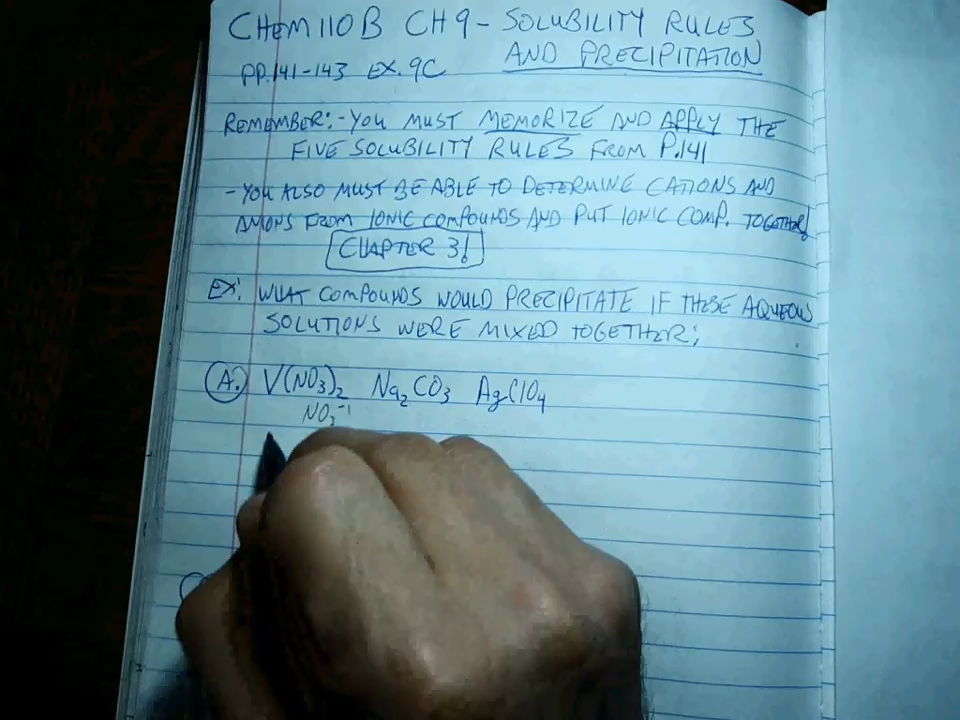 CHEM 110B CH 9 - SOLUBILITY RULES
AND PRECIPITATION
PP.141-143 EX. 9C
REMEMBER:- YOU MUST MEMORIZE AND APPLY THE
FIVE SOLUBILITY RULES FROM P.141
- YOU ALSO MUST BE ABLE TO DETERMINE CATIONS AND
ANIONS FROM IONIC COMPOUNDS AND PUT IONIC COMP. TOGETHER!
CHAPTER 3!
EX: WHAT COMPOUNDS WOULD PRECIPITATE IF THESE AQUEOUS
SOLUTIONS WERE MIXED TOGETHER:
A. V(NO3)2 Na2CO3 AgClO4
NO3-1